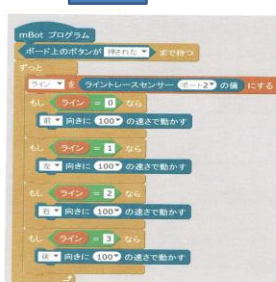 mBot プログラム
ボード上のボタンが 押された まで待つ
ずっと
ライン を ライントレースセンサー ポート2 の値 にする
もし ライン = 0 なら
前 向きに 100 の速さで動かす
もし ライン = 1 なら
左 向きに 100 の速さで動かす
もし ライン = 2 なら
右 向きに 100 の速さで動かす
もし ライン = 3 なら
後 向きに 100 の速さで動かす